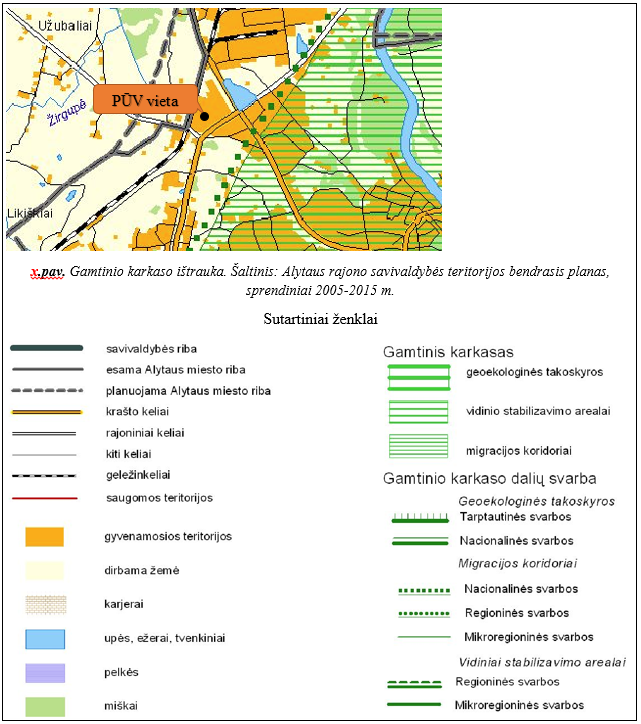 Užubaliai
PŪV vieta
Žirgupė
Likiškiai
x.pav. Gamtinio karkaso ištrauka. Šaltinis: Alytaus rajono savivaldybės teritorijos bendrasis planas,
sprendiniai 2005-2015 m.
Sutartiniai ženklai
savivaldybės riba
esama Alytaus miesto riba
planuojama Alytaus miesto riba
krašto keliai
rajoniniai keliai
kiti keliai
geležinkeliai
saugomos teritorijos
gyvenamosios teritorijos
dirbama žemė
karjerai
upės, ežerai, tvenkiniai
pelkės
miškai
Gamtinis karkasas
geoekologinės takoskyros
vidinio stabilizavimo arealai
migracijos koridoriai
Gamtinio karkaso dalių svarba
Geoekologinės takoskyros
Tarptautinės svarbos
Nacionalinės svarbos
Migracijos koridoriai
Nacionalinės svarbos
Regioninės svarbos
Mikroregioninės svarbos
Vidiniai stabilizavimo arealai
Regioninės svarbos
Mikroregioninės svarbos